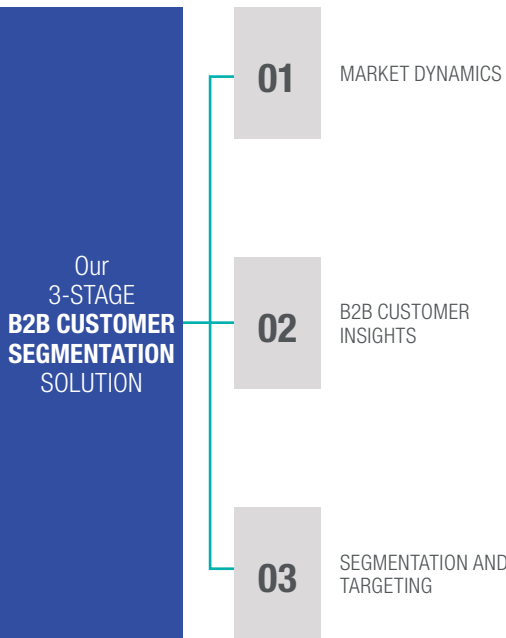 Our
3-STAGE
B2B CUSTOMER
SEGMENTATION
SOLUTION
01
MARKET DYNAMICS
02
B2B CUSTOMER
INSIGHTS
03
SEGMENTATION AND
TARGETING